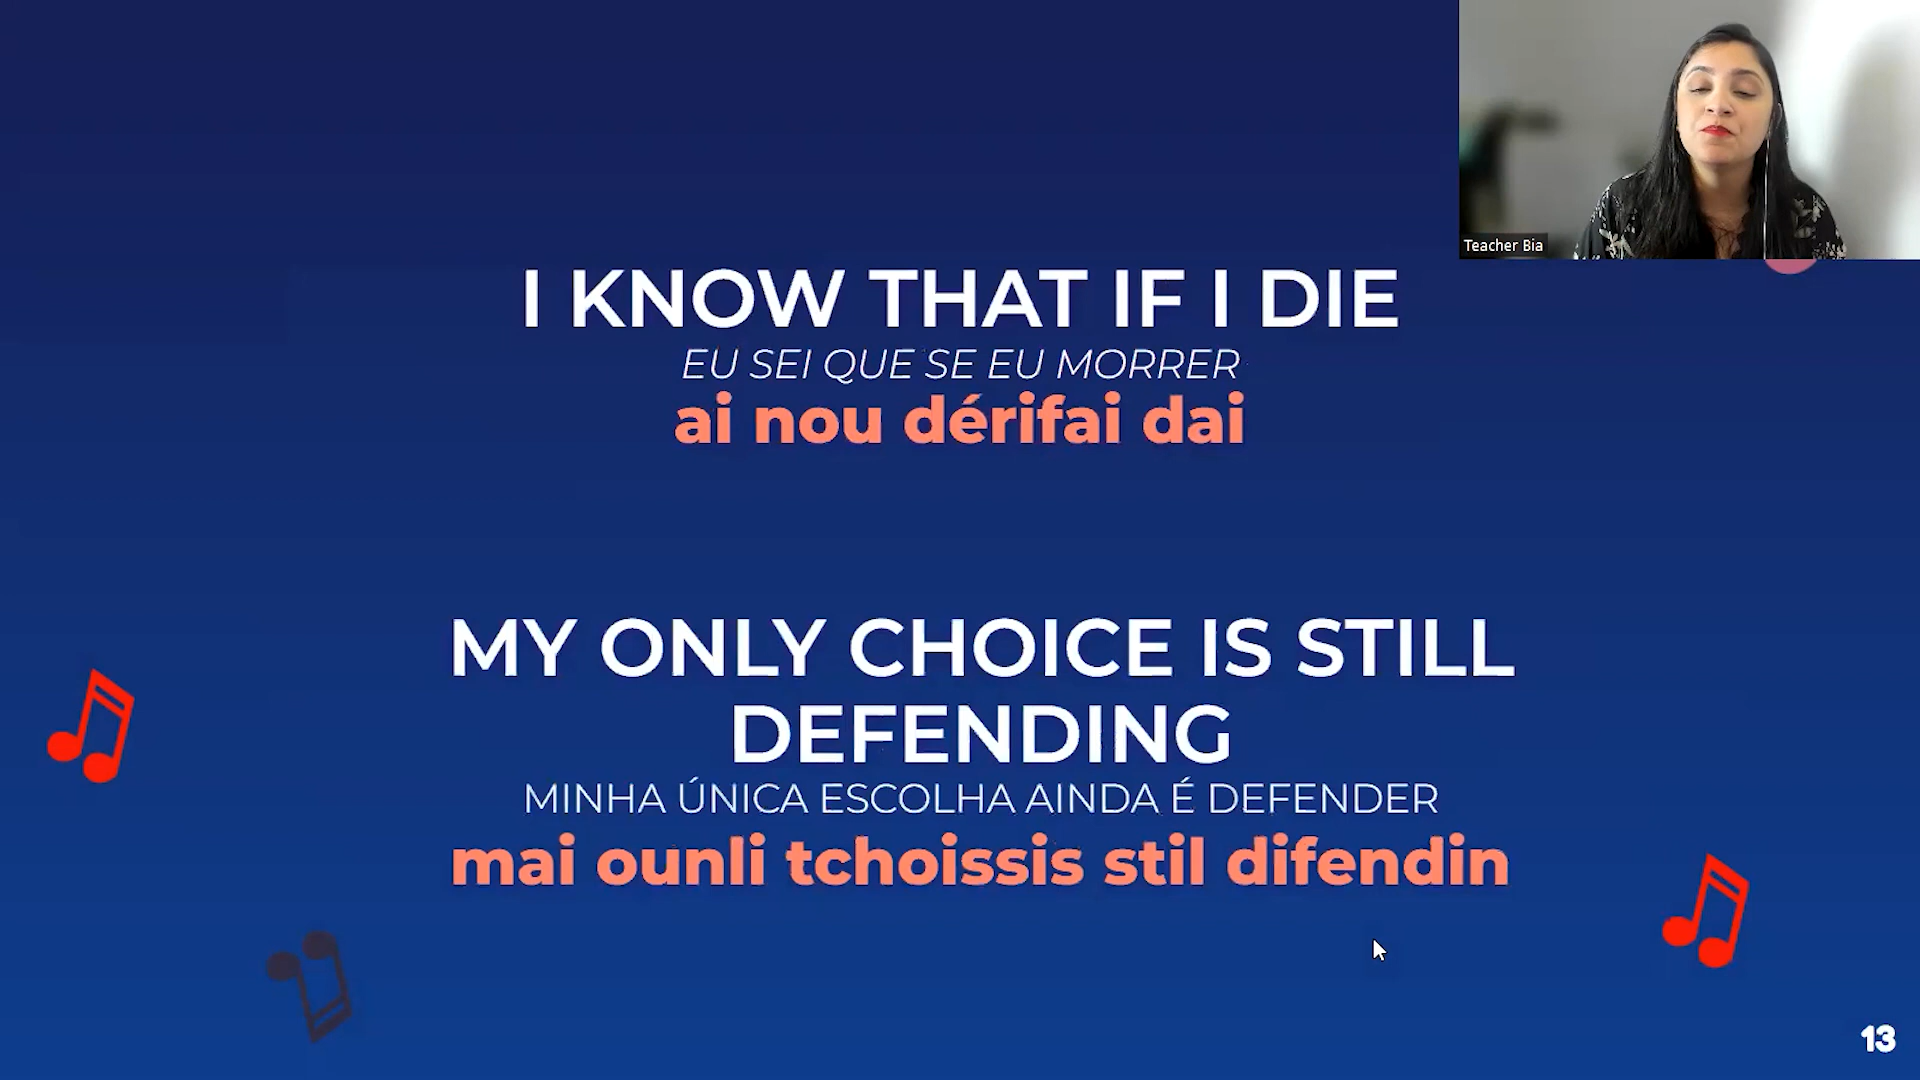 Teacher Bia
I KNOW THAT IF I DIE
EU SEI QUE SE EU MORRER
ai nou dérifai dai
MY ONLY CHOICE IS STILL
DEFENDING
MINHA ÚNICA ESCOLHA AINDA É DEFENDER
mai ounli tchoissis stil difendin
13